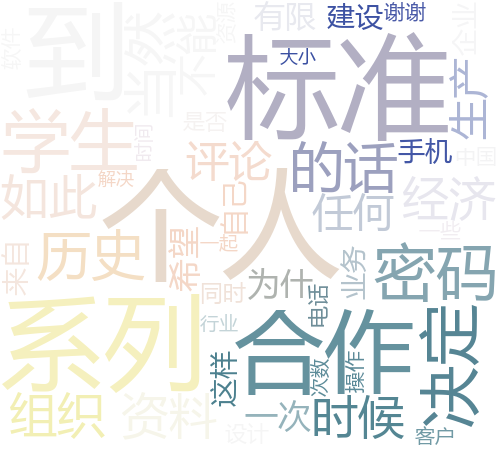 到
当然
不能
资源
有限
建设
谢谢
企业
软件
标准
大小
生产
学生
时间
是否
评论
的话
手机
中国
解决
如此
个人
自己
任何
经济
一些
历史
希望
一起
来自
同时
为什
业务
密码
系列
行业
合作
电话
决定
组织
资料
这样
一次
次数
操作
时候
设计
客户